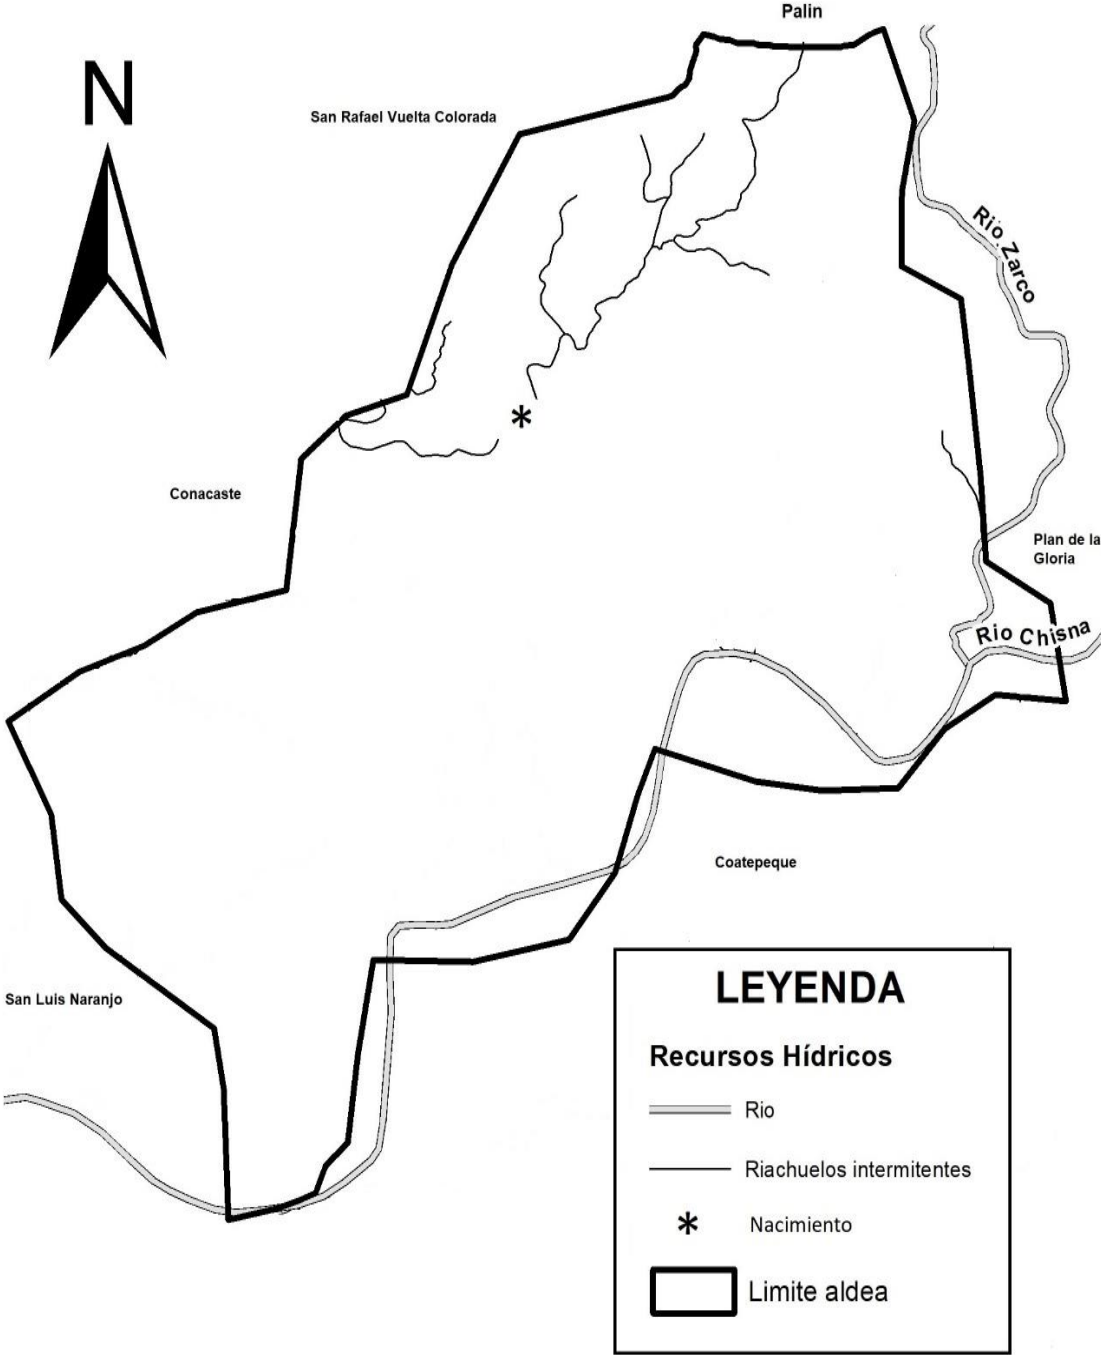 Palin
N
San Rafael Vuelta Colorada
Rio Zarco
Conacaste
Plan de la
Gloria
Rio Chisna
Coatepeque
San Luis Naranjo
LEYENDA
Recursos Hídricos
Rio
Riachuelos intermitentes
Nacimiento
Limite aldea